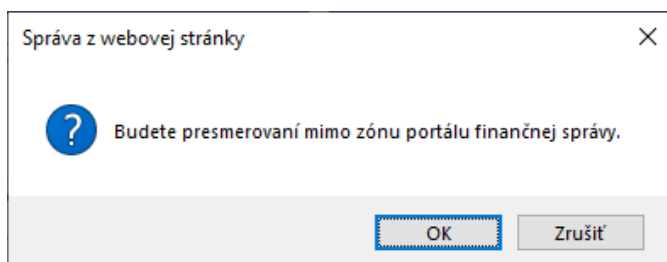 Správa z webovej stránky
Budete presmerovaní mimo zónu portálu finančnej správy.
OK
Zrušiť